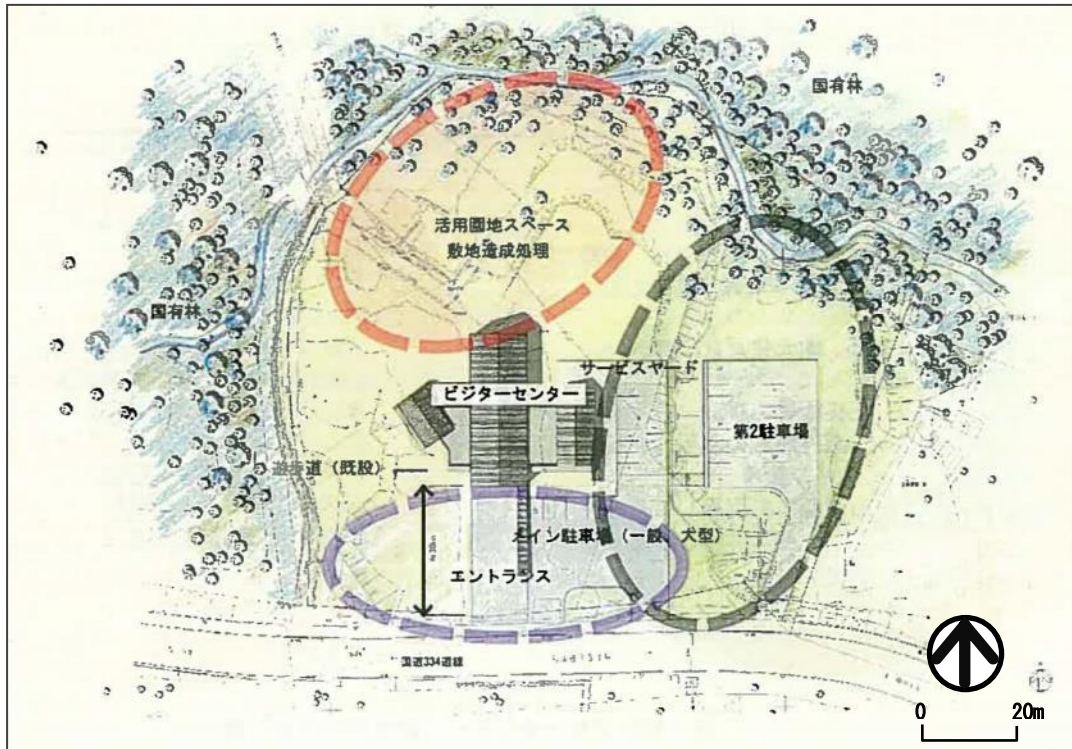 国有林
活用園地スペース
敷地造成処理
国有林
サービスヤード
ビジターセンター
第2駐車場
遊歩道（既設）
メイン駐車場（一般、大型）
エントランス
国道334道線
0 20m